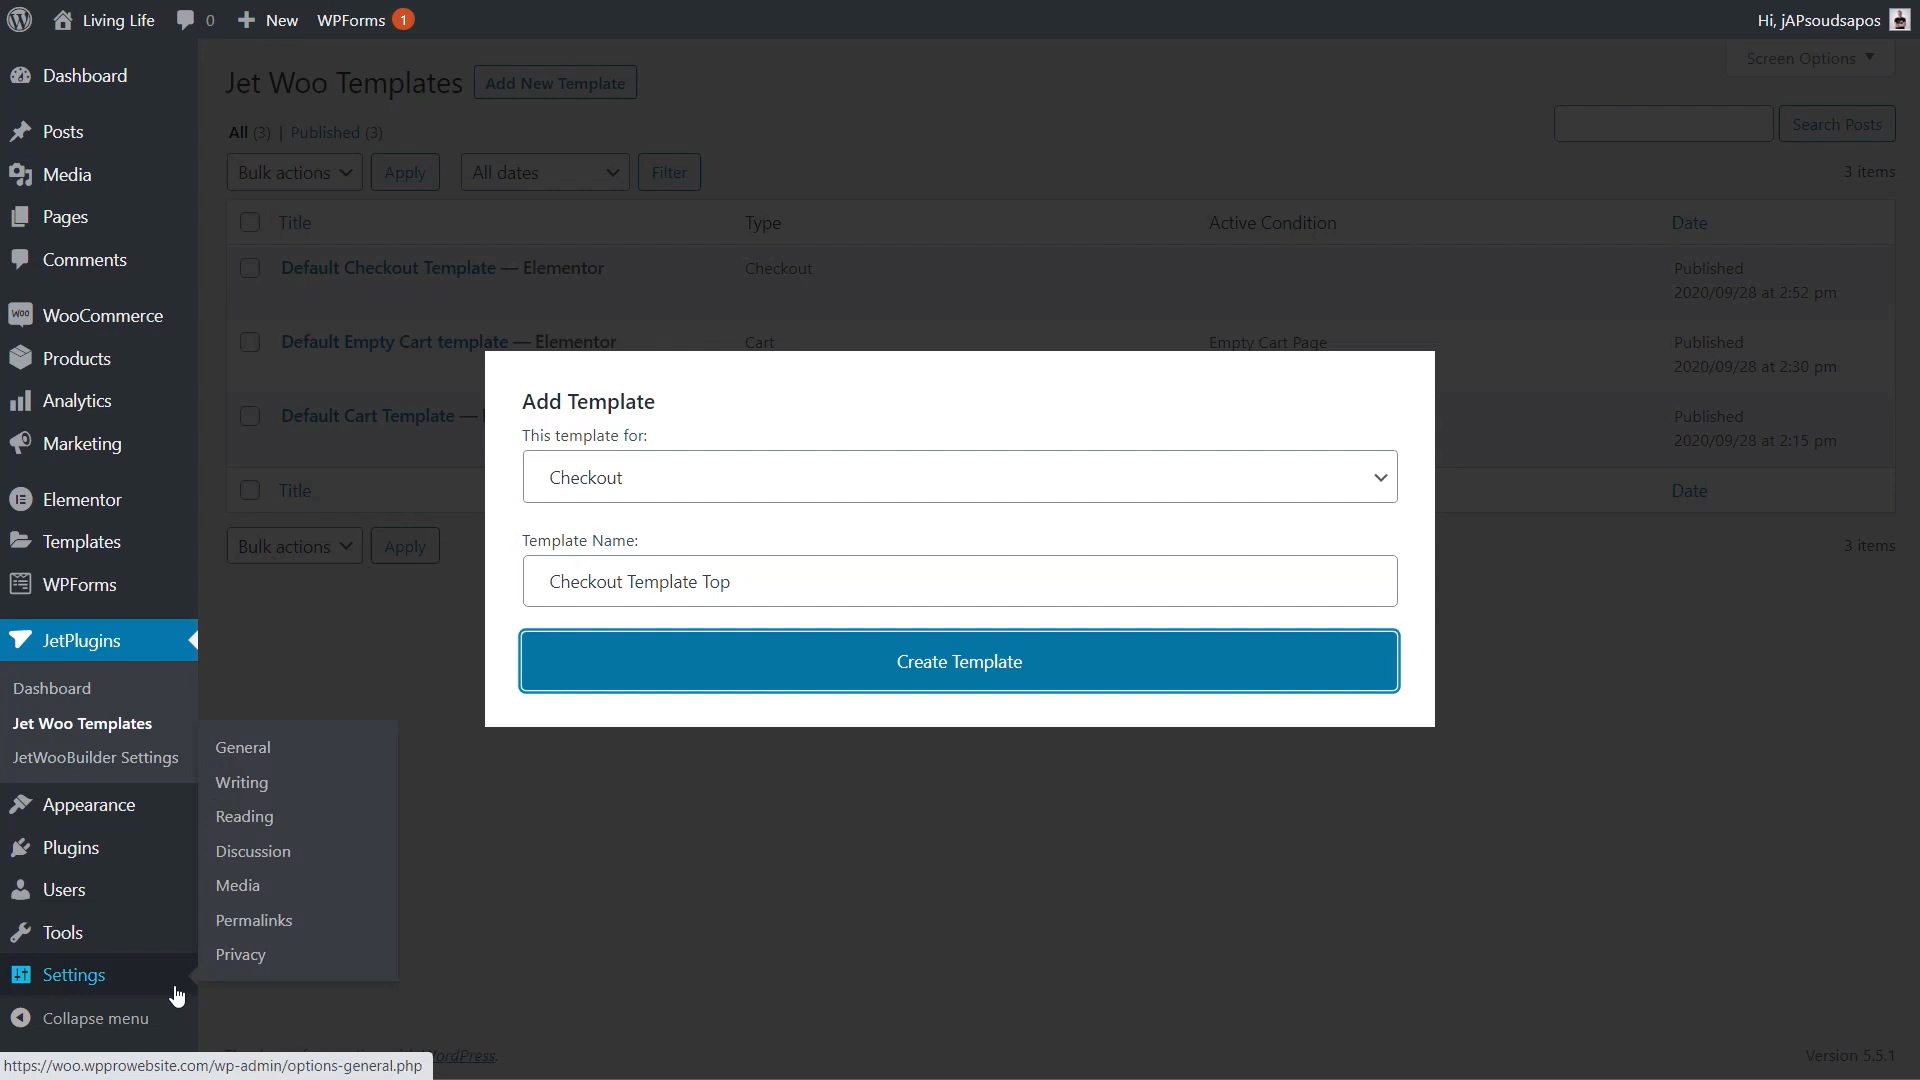 Living Life
0
New
WPForms 1
Hi, jAPsoudsapos
Dashboard
Posts
Media
Pages
Comments
WooCommerce
Products
Analytics
Marketing
Elementor
Templates
WPForms
JetPlugins
Dashboard
Jet Woo Templates
JetWooBuilder Settings
Appearance
Plugins
Users
Tools
Settings
Collapse menu
General
Writing
Reading
Discussion
Media
Permalinks
Privacy
Screen Options
Jet Woo Templates
Add New Template
All (3) | Published (3)
Search Posts
Bulk actions
Apply
All dates
Filter
3 items
Title Type Active Condition Date
Default Checkout Template — Elementor Checkout Published
2020/09/28 at 2:52 pm
Default Empty Cart template — Elementor Cart Empty Cart Page Published
2020/09/28 at 2:30 pm
Default Cart Template — Published
2020/09/28 at 2:15 pm
Title Date
Bulk actions
Apply
3 items
Add Template
This template for:
Checkout
Template Name:
Checkout Template Top
Create Template
WordPress.
Version 5.5.1
https://woo.wpprowebsite.com/wp-admin/options-general.php